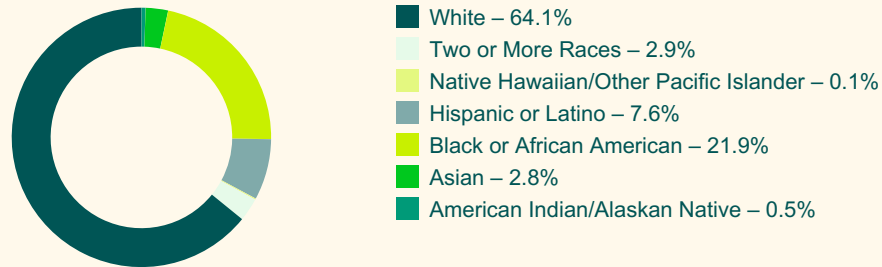 White – 64.1%
Two or More Races – 2.9%
Native Hawaiian/Other Pacific Islander – 0.1%
Hispanic or Latino – 7.6%
Black or African American – 21.9%
Asian – 2.8%
American Indian/Alaskan Native – 0.5%